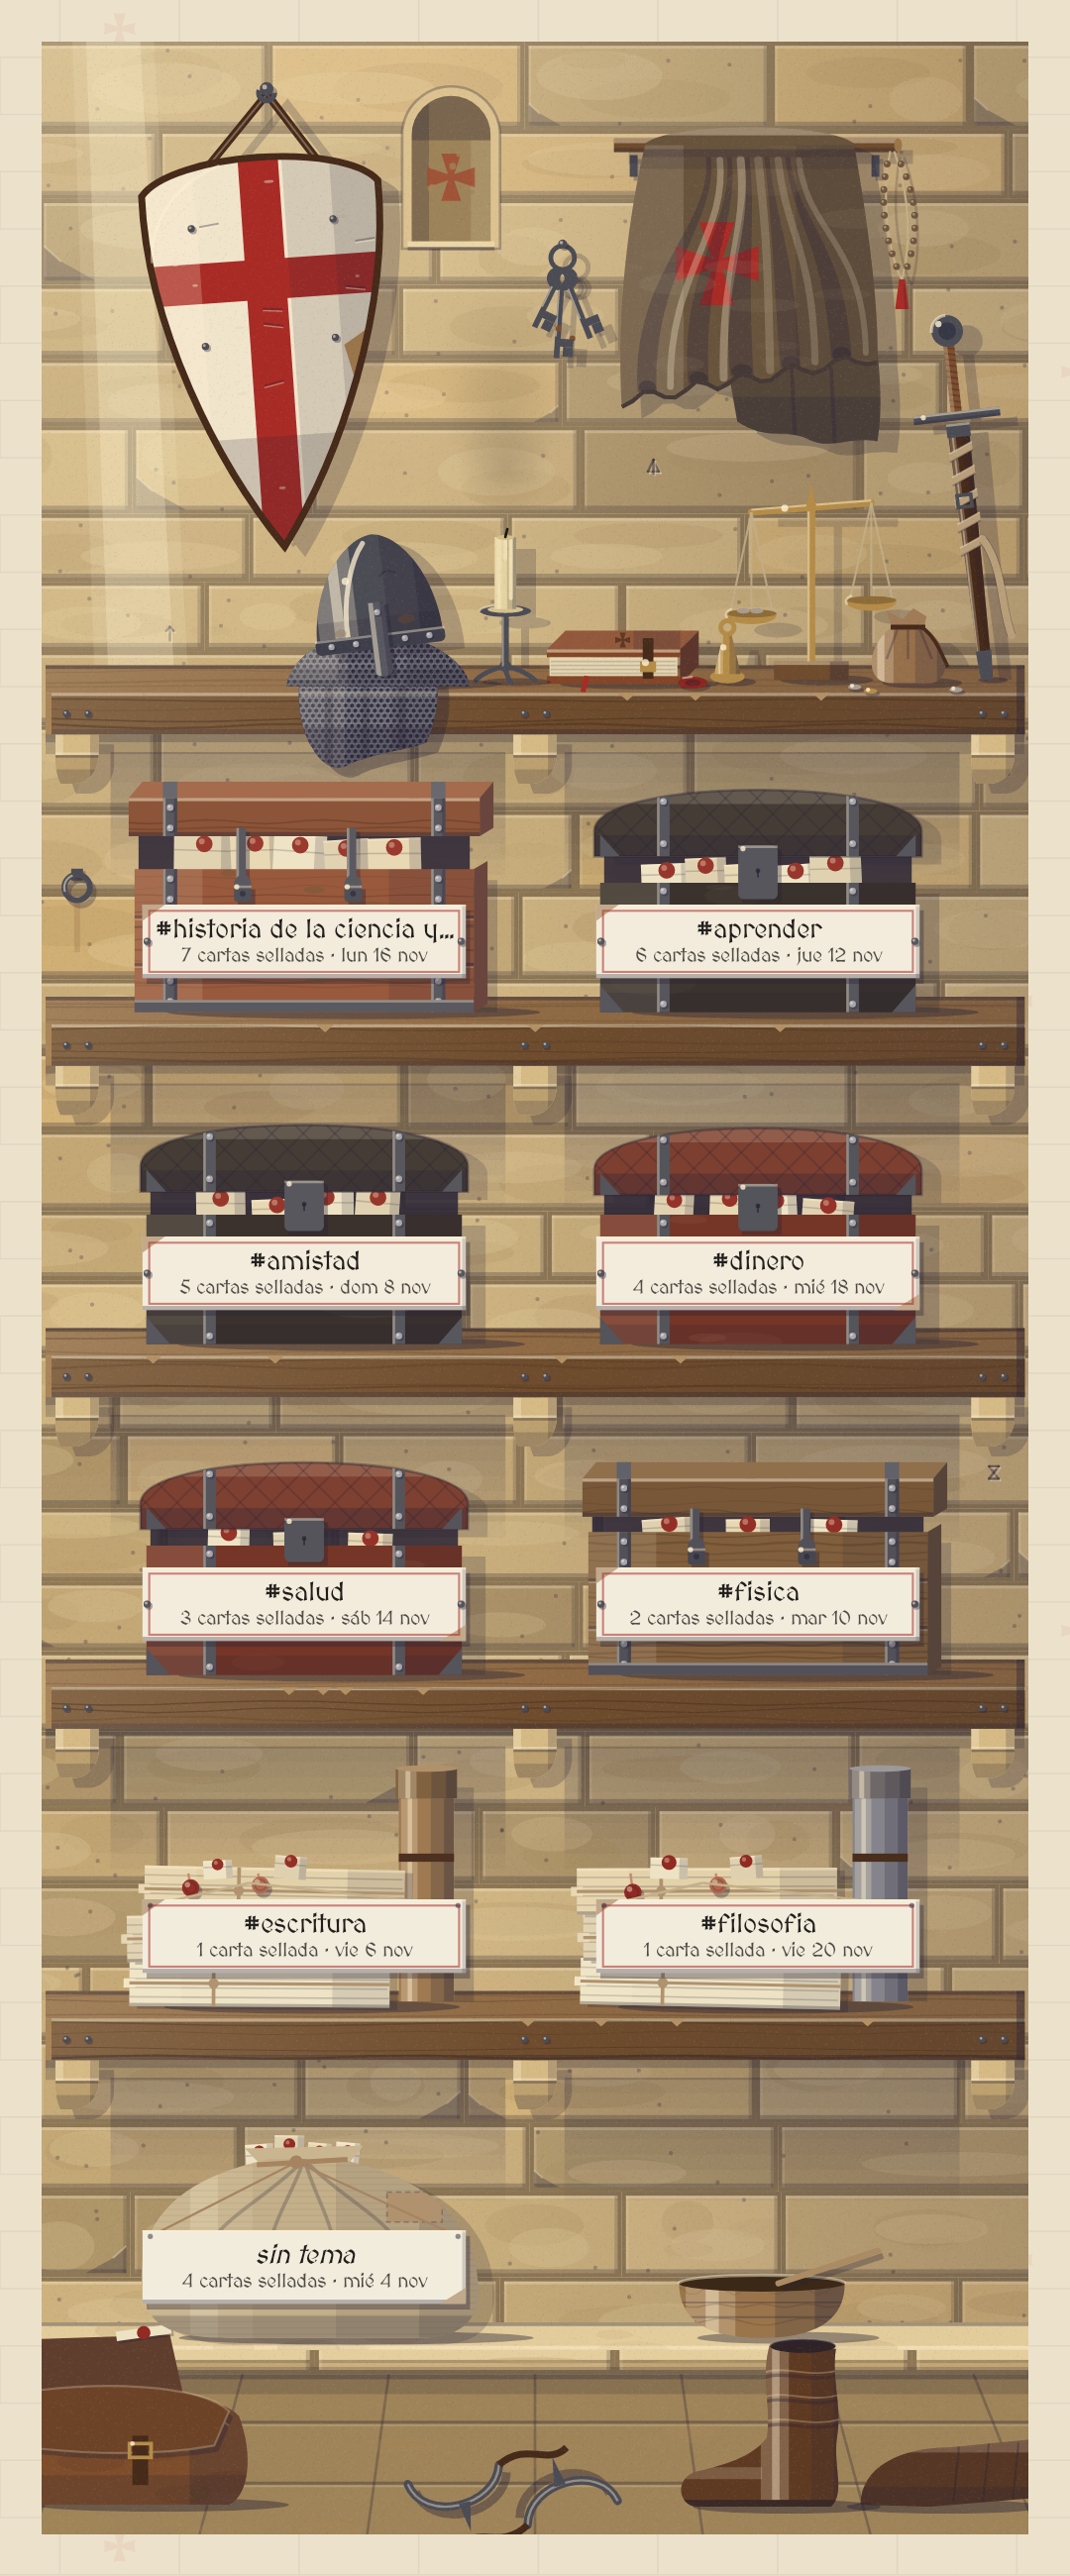 #historia de la ciencia y...
7 cartas selladas · lun 16 nov
#aprender
6 cartas selladas · jue 12 nov
#amistad
5 cartas selladas · dom 8 nov
#dinero
4 cartas selladas · mié 18 nov
#salud
3 cartas selladas · sáb 14 nov
#física
2 cartas selladas · mar 10 nov
#escritura
1 carta sellada · vie 6 nov
#filosofía
1 carta sellada · vie 20 nov
sin tema
4 cartas selladas · mié 4 nov